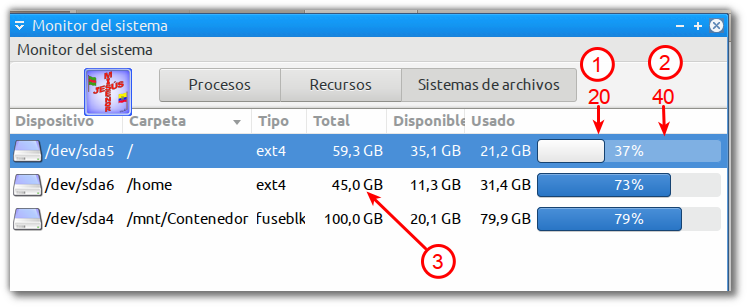 Monitor del sistema
Monitor del sistema
1 2
JESÚS
Procesos Recursos Sistemas de archivos
20 40
Dispositivo Carpeta Tipo Total Disponible Usado
/dev/sda5 / ext4 59,3 GB 35,1 GB 21,2 GB 37%
/dev/sda6 /home ext4 45,0 GB 11,3 GB 31,4 GB 73%
/dev/sda4 /mnt/Contenedor fuseblk 100,0 GB 20,1 GB 79,9 GB 79%
3